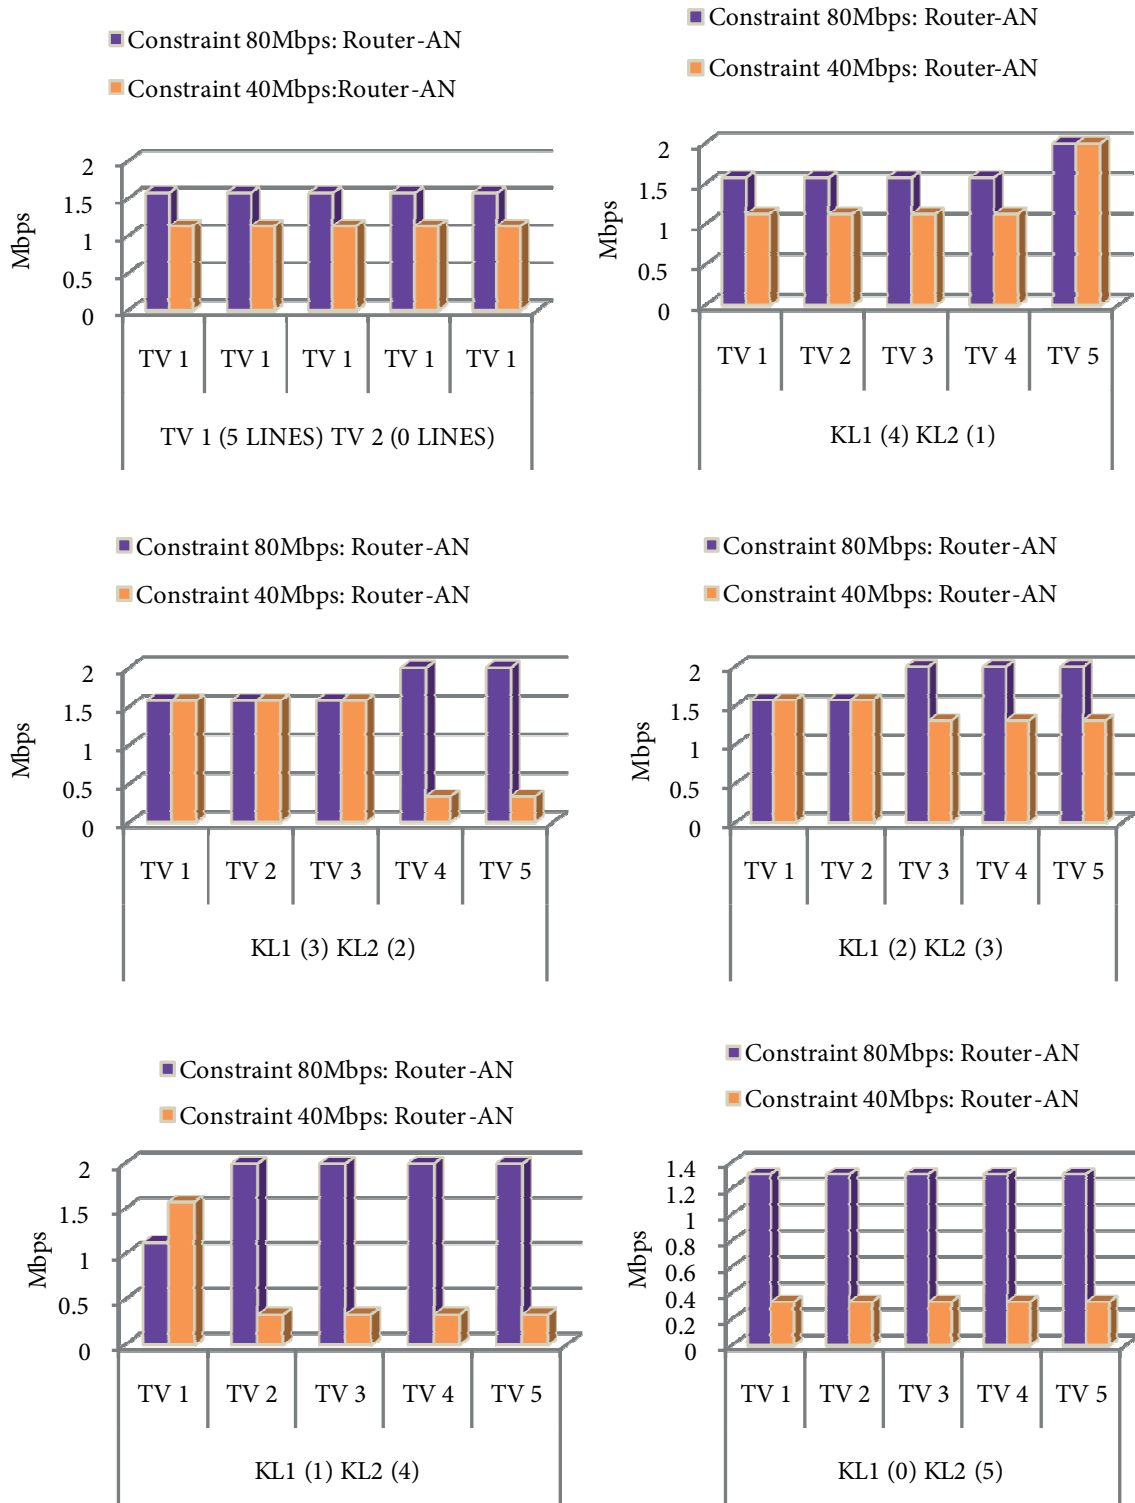 Constraint 80Mbps: Router-AN
Constraint 40Mbps:Router-AN
Mbps
2
1.5
1
0.5
0
TV 1 TV 1 TV 1 TV 1 TV 1
TV 1 (5 LINES) TV 2 (0 LINES)
Constraint 80Mbps: Router-AN
Constraint 40Mbps: Router-AN
Mbps
2
1.5
1
0.5
0
TV 1 TV 2 TV 3 TV 4 TV 5
KL1 (4) KL2 (1)
Constraint 80Mbps: Router-AN
Constraint 40Mbps: Router-AN
Mbps
2
1.5
1
0.5
0
TV 1 TV 2 TV 3 TV 4 TV 5
KL1 (3) KL2 (2)
Constraint 80Mbps: Router-AN
Constraint 40Mbps: Router-AN
Mbps
2
1.5
1
0.5
0
TV 1 TV 2 TV 3 TV 4 TV 5
KL1 (2) KL2 (3)
Constraint 80Mbps: Router-AN
Constraint 40Mbps: Router-AN
Mbps
2
1.5
1
0.5
0
TV 1 TV 2 TV 3 TV 4 TV 5
KL1 (1) KL2 (4)
Constraint 80Mbps: Router-AN
Constraint 40Mbps: Router-AN
Mbps
1.4
1.2
1
0.8
0.6
0.4
0.2
0
TV 1 TV 2 TV 3 TV 4 TV 5
KL1 (0) KL2 (5)